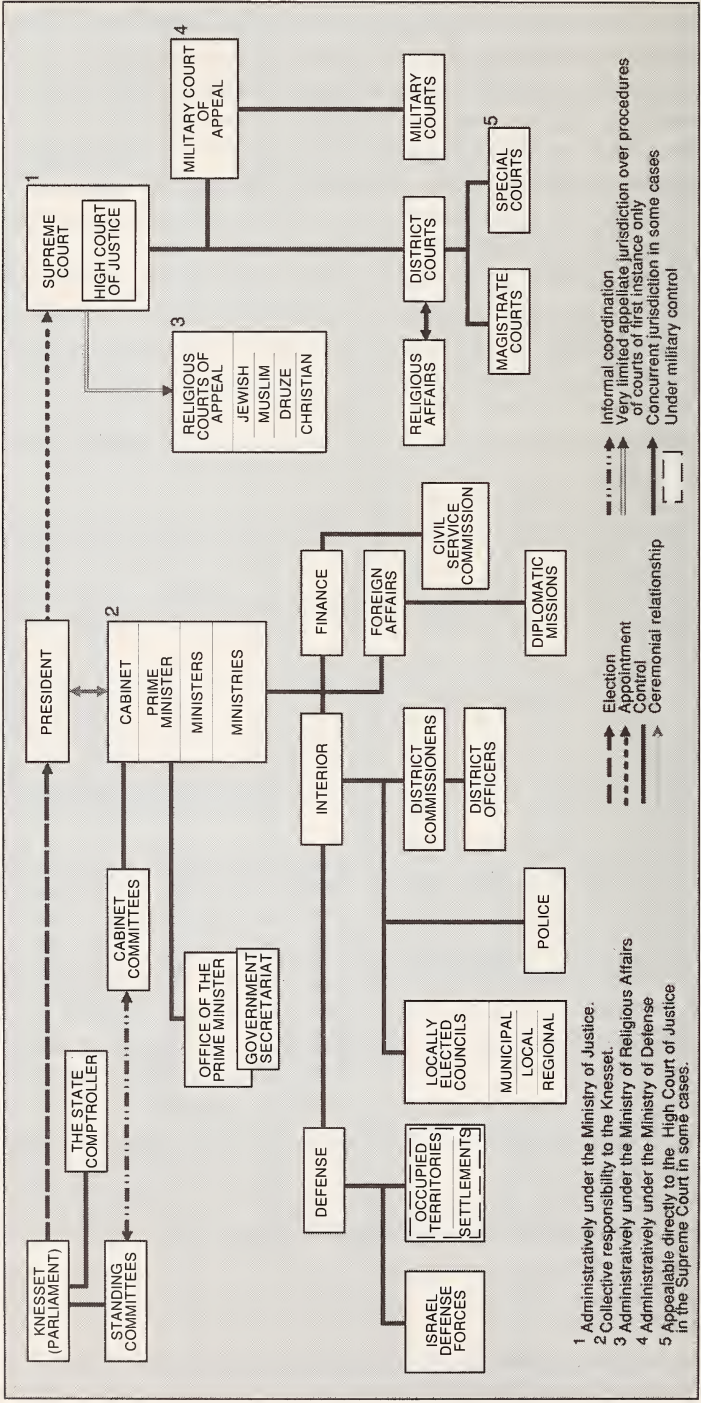 KNESSET
(PARLIAMENT)
THE STATE
COMPTROLLER
STANDING
COMMITTEES
PRESIDENT
SUPREME
COURT
1
HIGH COURT
OF JUSTICE
CABINET
COMMITTEES
2
CABINET
PRIME
MINISTER
MINISTERS
MINISTRIES
OFFICE OF THE
PRIME MINISTER
GOVERNMENT
SECRETARIAT
3
RELIGIOUS
COURTS OF
APPEAL
JEWISH
MUSLIM
DRUZE
CHRISTIAN
4
MILITARY COURT
OF
APPEAL
DEFENSE
INTERIOR
FINANCE
FOREIGN
AFFAIRS
CIVIL
SERVICE
COMMISSION
DIPLOMATIC
MISSIONS
ISRAEL
DEFENSE
FORCES
OCCUPIED
TERRITORIES
SETTLEMENTS
LOCALLY
ELECTED
COUNCILS
MUNICIPAL
LOCAL
REGIONAL
POLICE
DISTRICT
COMMISSIONERS
DISTRICT
OFFICERS
RELIGIOUS
AFFAIRS
DISTRICT
COURTS
MILITARY
COURTS
MAGISTRATE
COURTS
5
SPECIAL
COURTS
1 Administratively under the Ministry of Justice.
2 Collective responsibility to the Knesset.
3 Administratively under the Ministry of Religious Affairs
4 Administratively under the Ministry of Defense
5 Appealable directly to the High Court of Justice
in the Supreme Court in some cases.
Election
Appointment
Control
Ceremonial relationship
Informal coordination
Very limited appellate jurisdiction over procedures
of courts of first instance only
Concurrent jurisdiction in some cases
Under military control